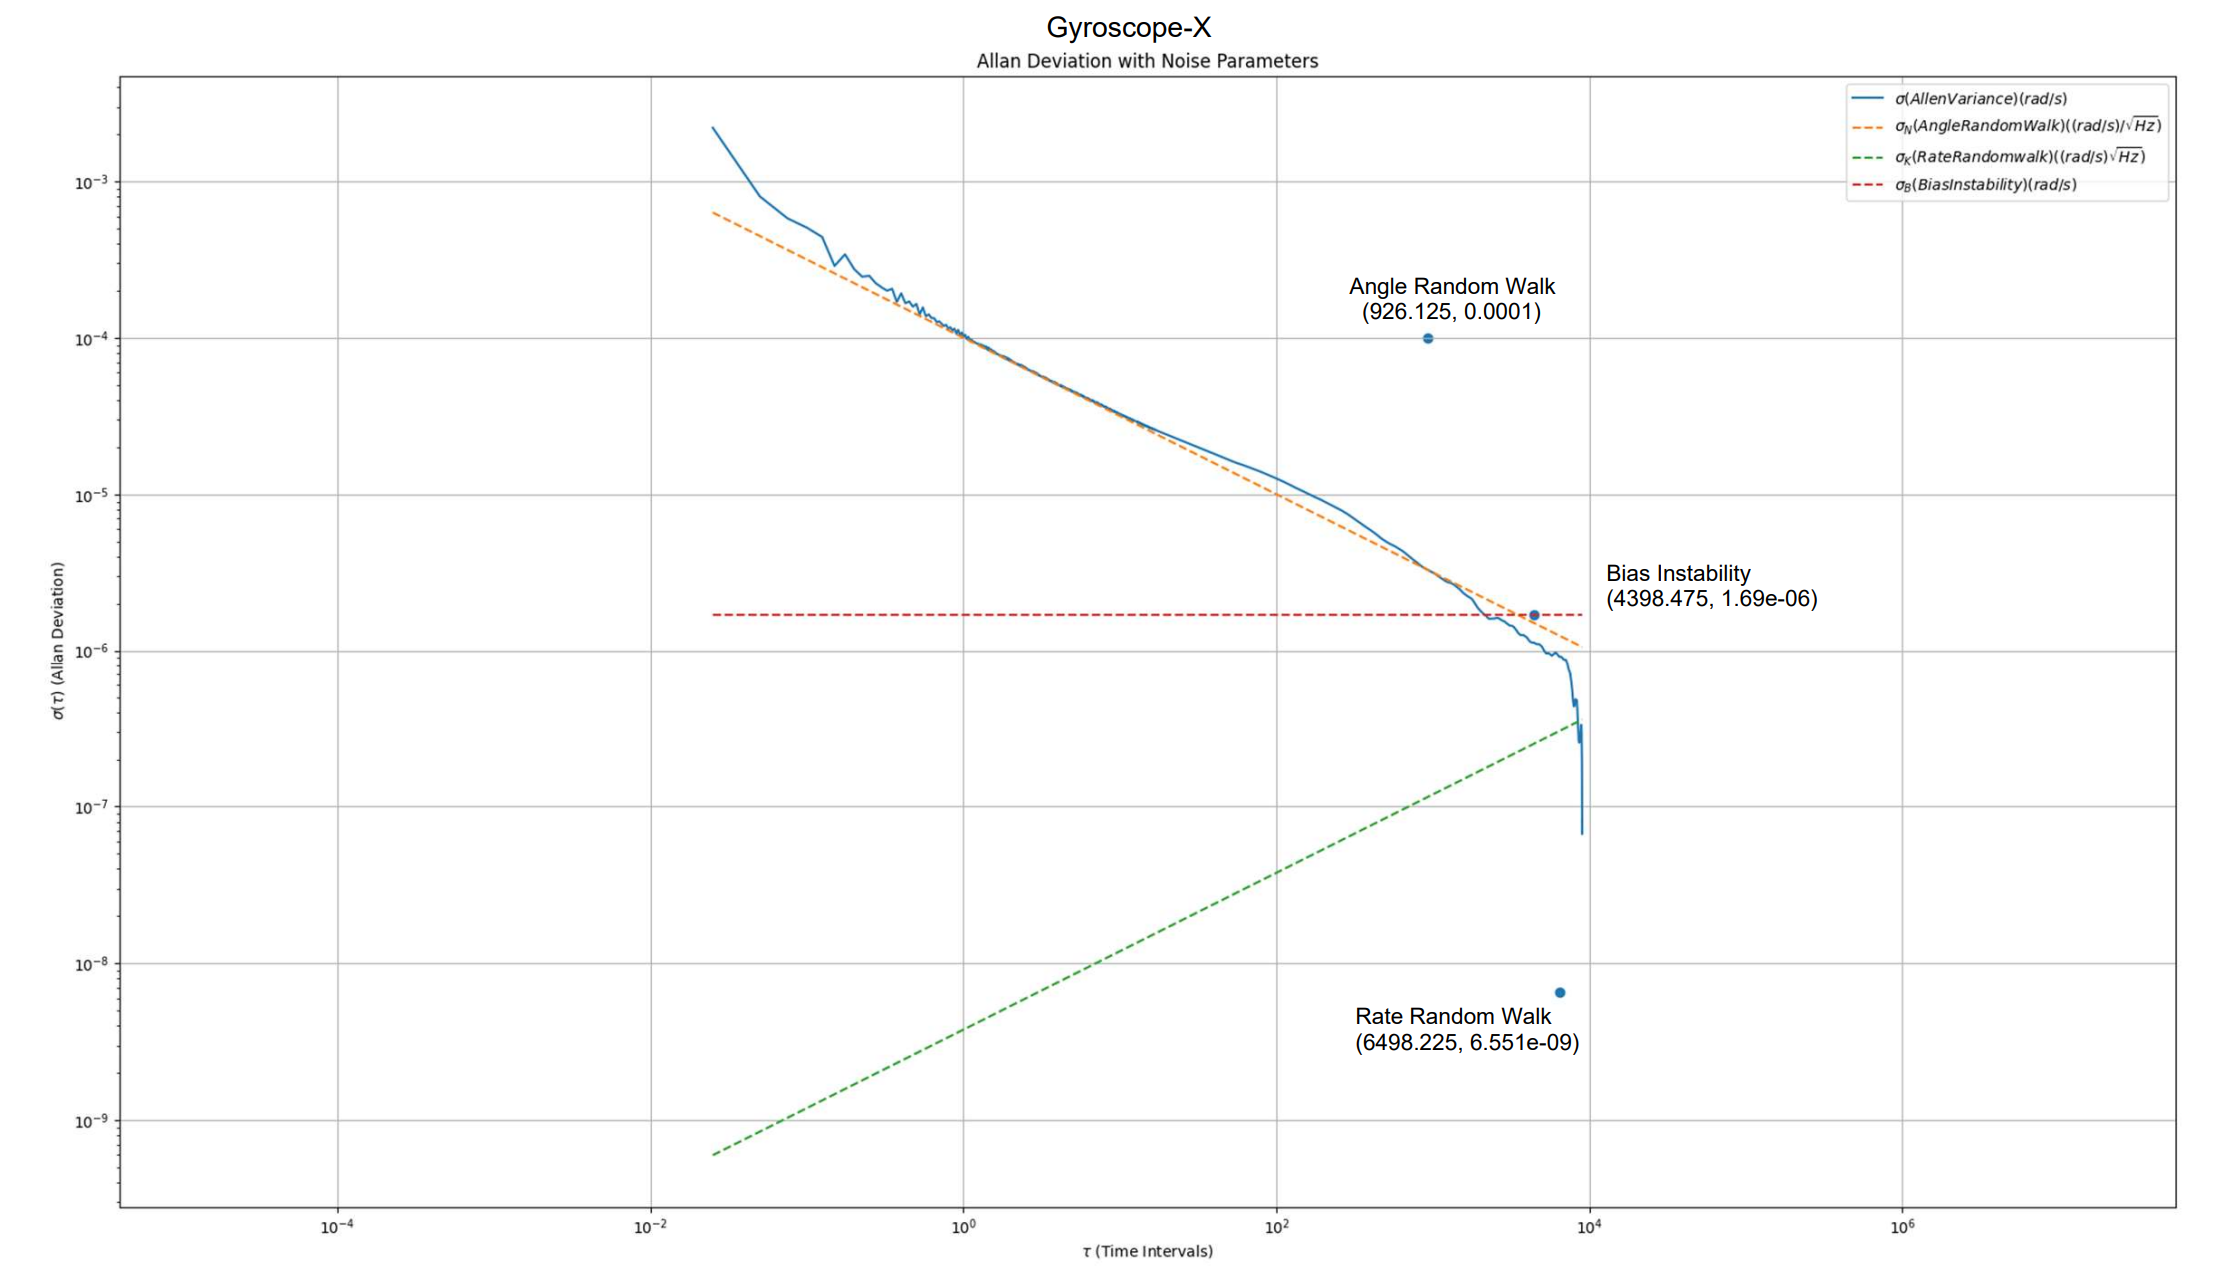 Gyroscope-X
Allan Deviation with Noise Parameters
σ(AllenVariance)(rad/s)
σ_N(AngleRandomWalk)((rad/s)/√Hz)
σ_K(RateRandomwalk)((rad/s)√Hz)
σ_B(BiasInstability)(rad/s)
10⁻³
Angle Random Walk
(926.125, 0.0001)
10⁻⁴
10⁻⁵
Bias Instability
(4398.475, 1.69e-06)
10⁻⁶
σ(τ) (Allan Deviation)
10⁻⁷
10⁻⁸
Rate Random Walk
(6498.225, 6.551e-09)
10⁻⁹
10⁻⁴ 10⁻² 10⁰ 10² 10⁴ 10⁶
τ (Time Intervals)